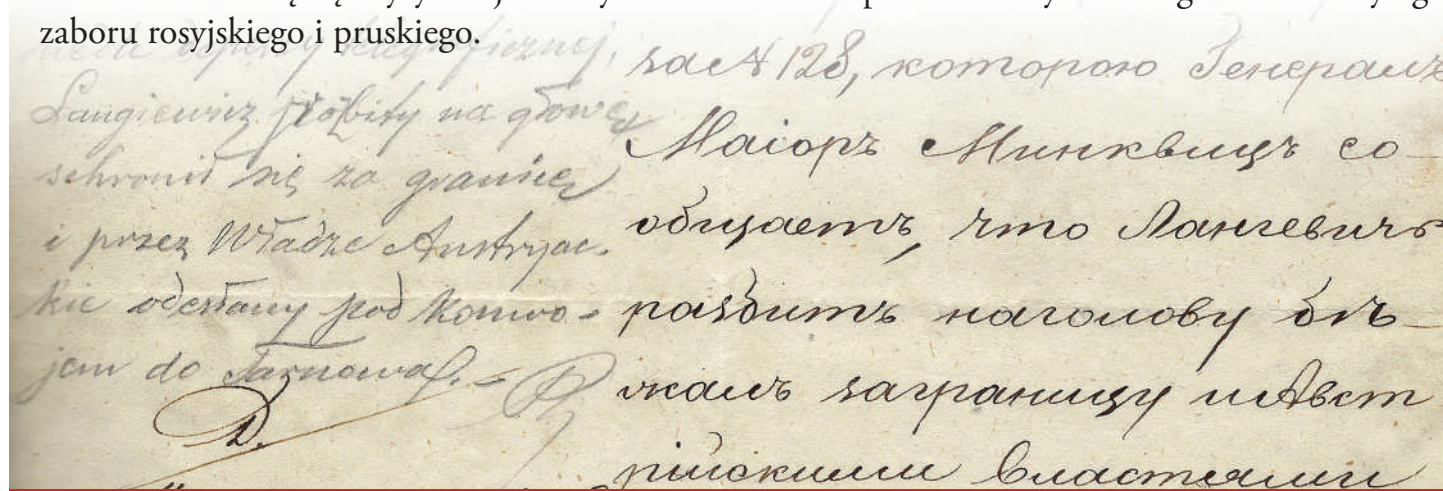 zaboru rosyjskiego i pruskiego.
Langiewicz pobity na głowę
schronił się za granicę
i przez Władze Austryac-
kie odesłany pod konwo-
jem do Tarnowa.
D.
за № 128, которою Генералъ
Маіоръ Минквицъ со-
общаетъ, что Лангевичъ
разбитъ наголову бѣ-
жалъ заграницу и Авст
рійскими властями